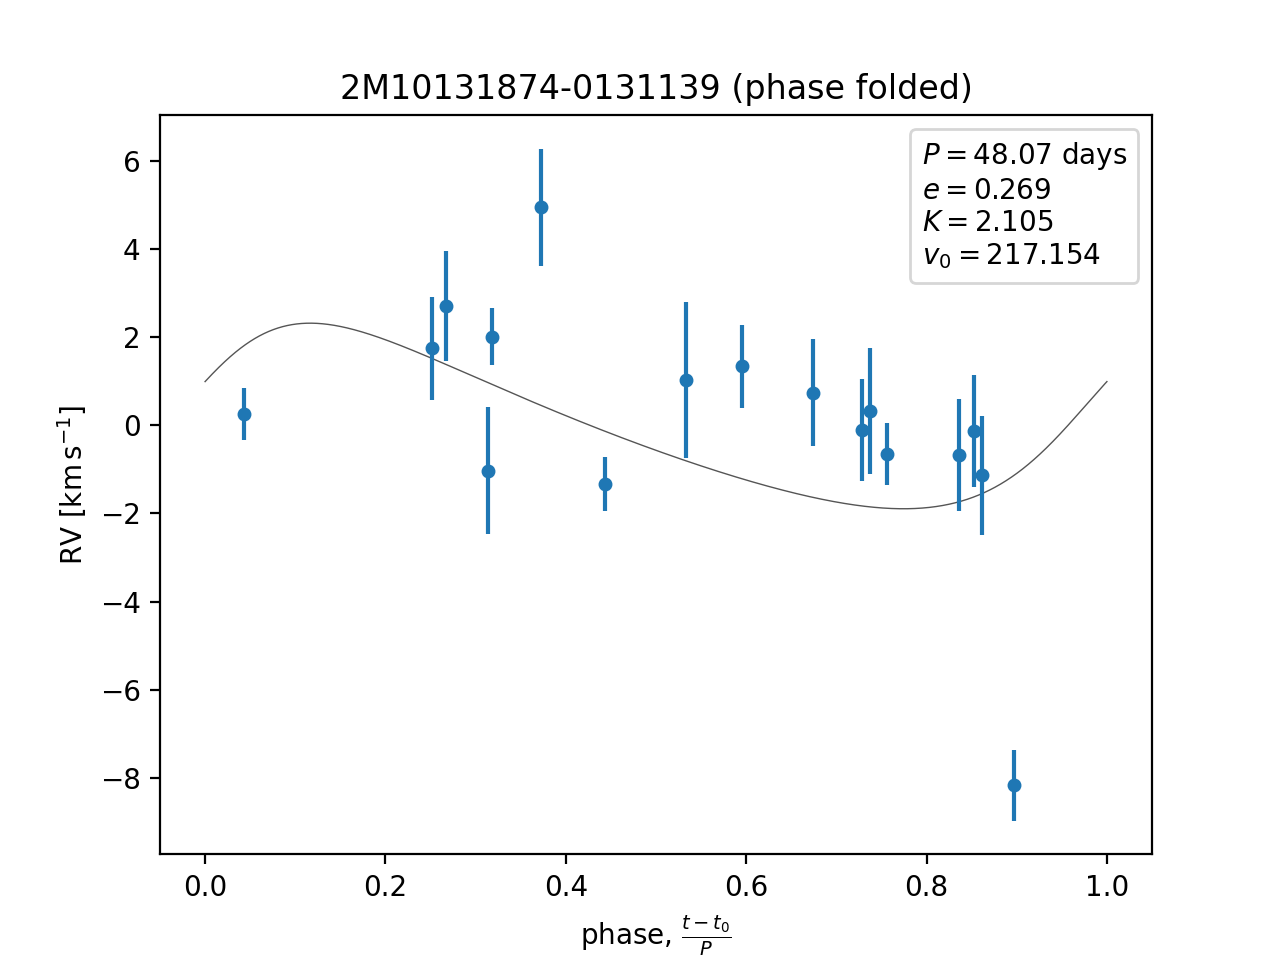 2M10131874-0131139 (phase folded)
P = 48.07 days
e = 0.269
K = 2.105
v₀ = 217.154
RV [km s⁻¹]
6
4
2
0
−2
−4
−6
−8
0.0 0.2 0.4 0.6 0.8 1.0
phase, (t − t₀)/P